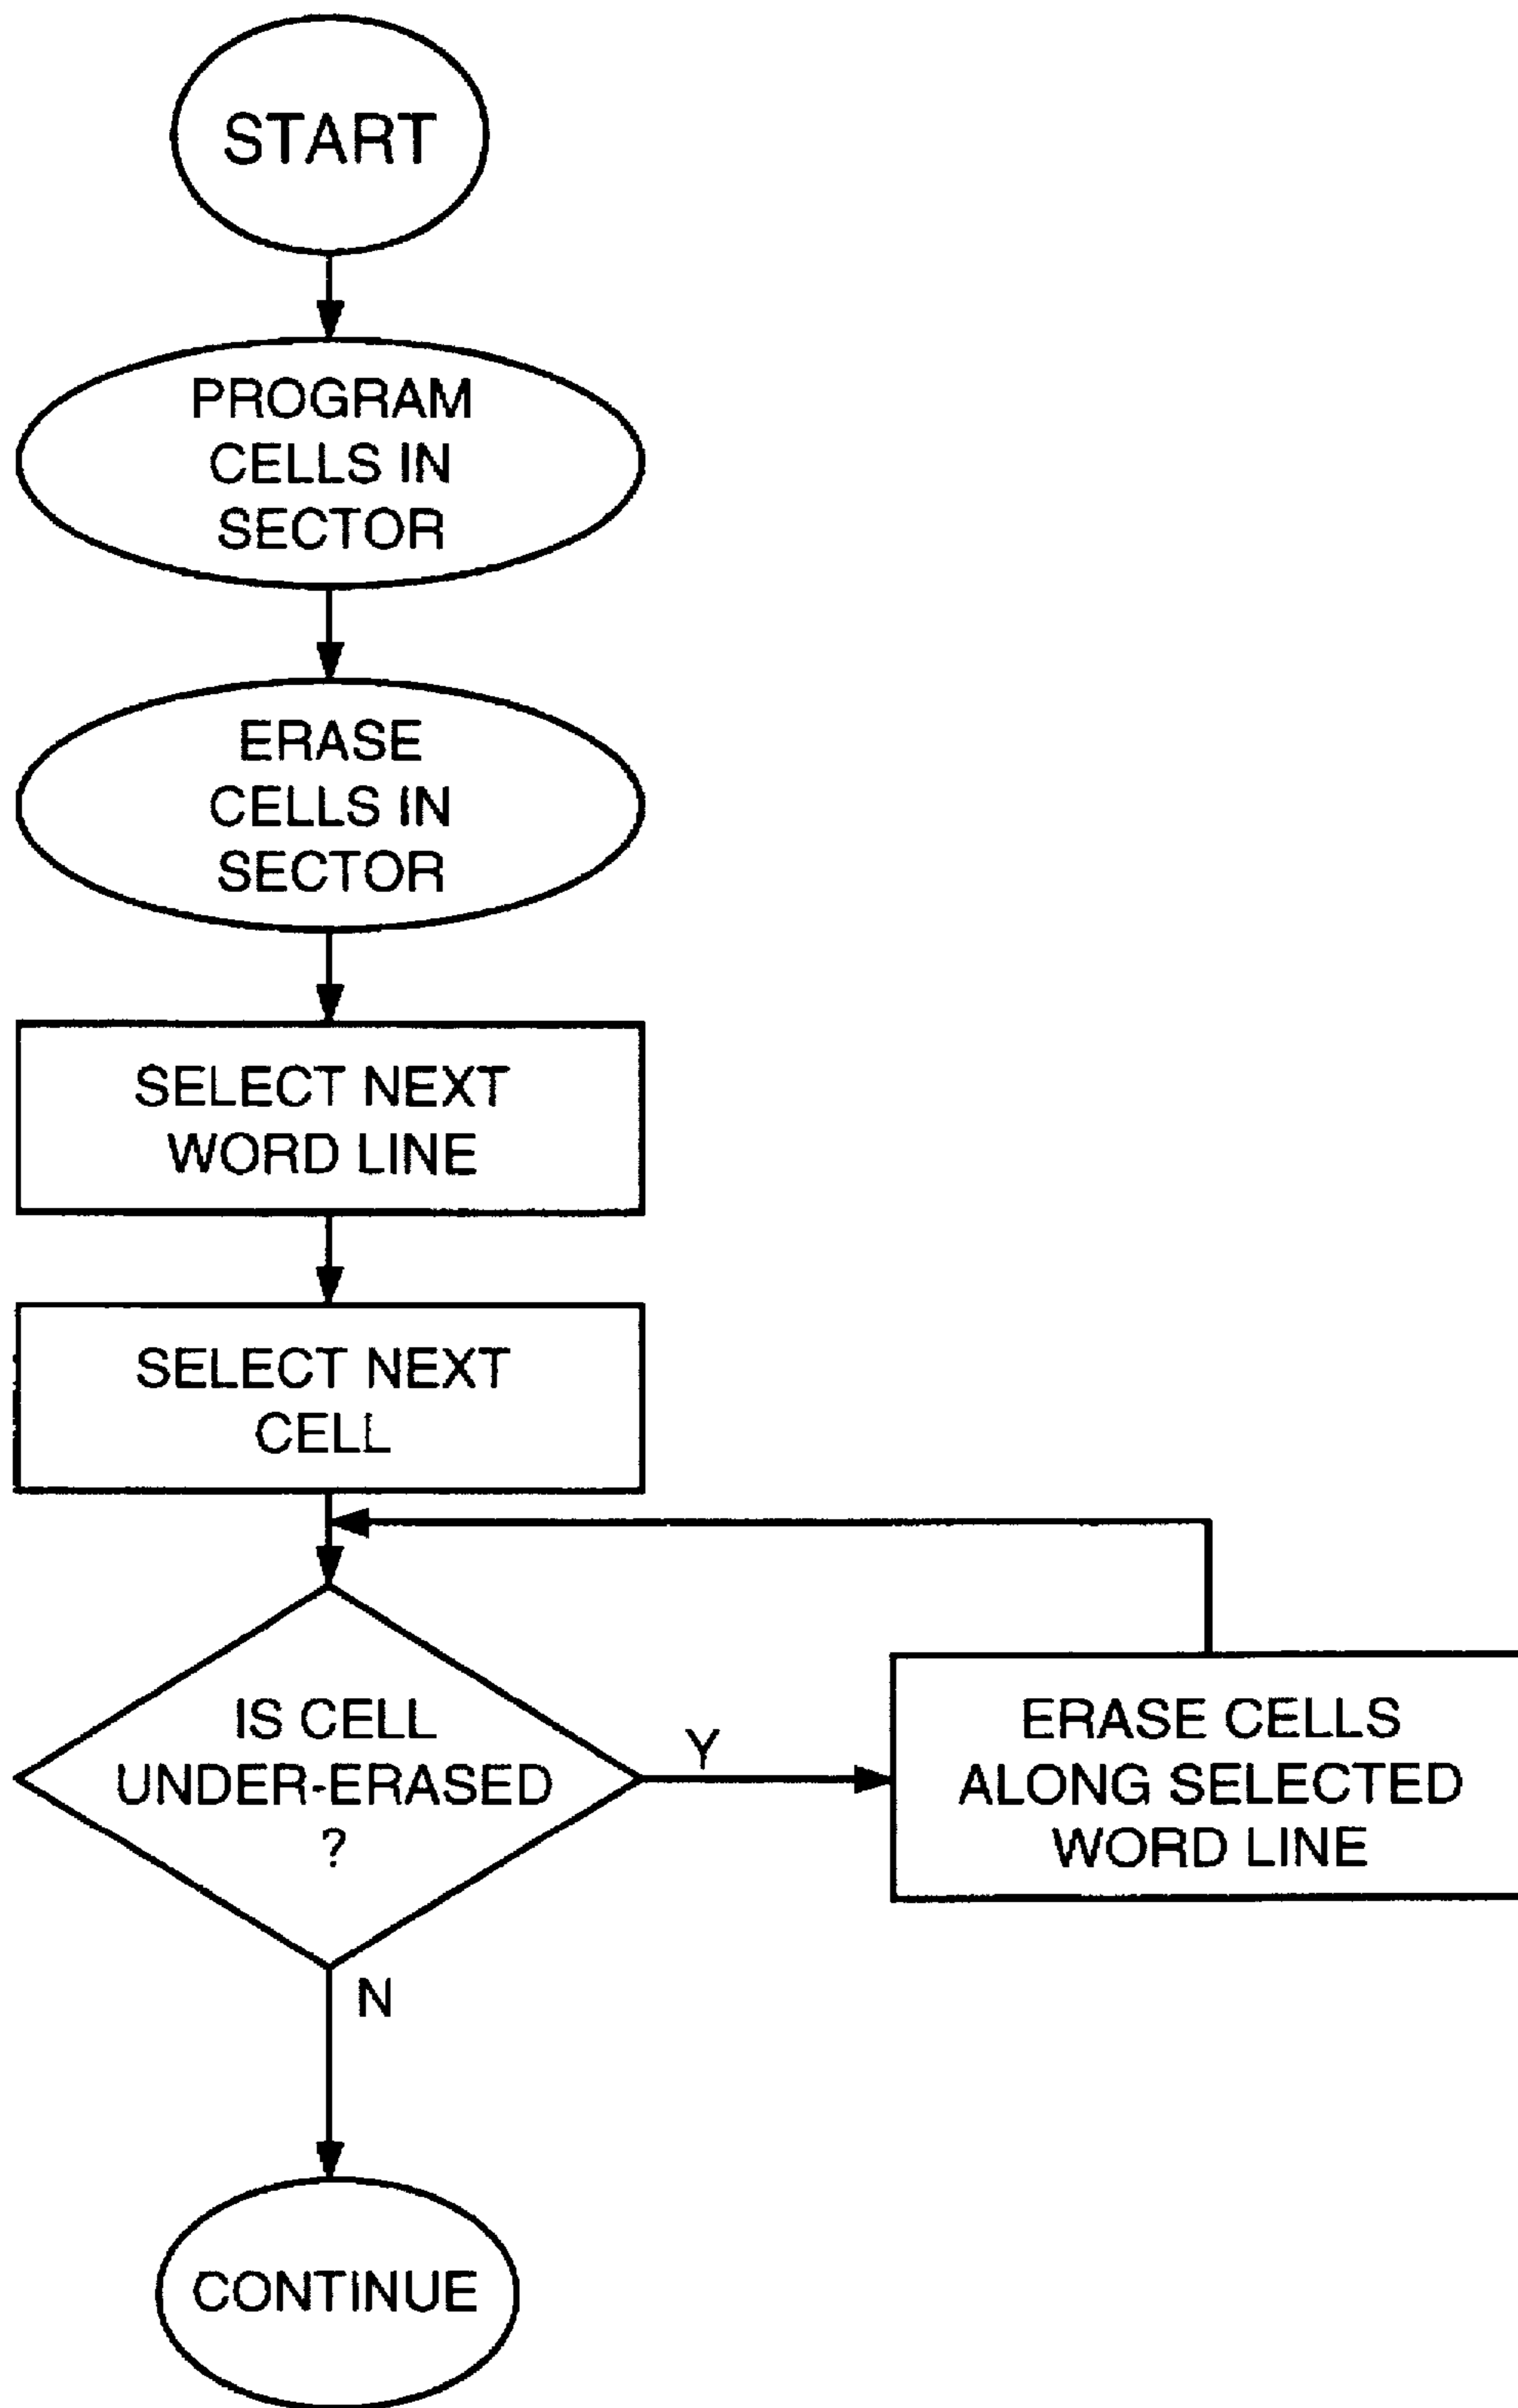 START
PROGRAM
CELLS IN
SECTOR
ERASE
CELLS IN
SECTOR
SELECT NEXT
WORD LINE
SELECT NEXT
CELL
IS CELL
UNDER-ERASED
?
Y
ERASE CELLS
ALONG SELECTED
WORD LINE
N
CONTINUE